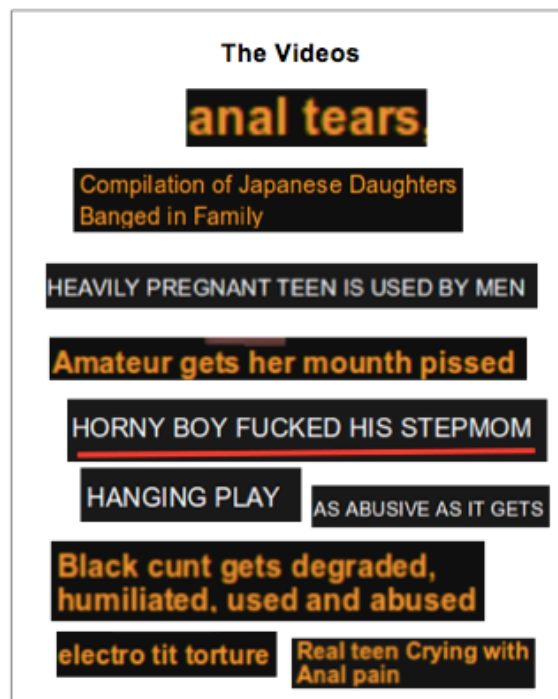 The Videos
anal tears,
Compilation of Japanese Daughters
Banged in Family
HEAVILY PREGNANT TEEN IS USED BY MEN
Amateur gets her mounth pissed
HORNY BOY FUCKED HIS STEPMOM
HANGING PLAY
AS ABUSIVE AS IT GETS
Black cunt gets degraded,
humiliated, used and abused
electro tit torture
Real teen Crying with
Anal pain